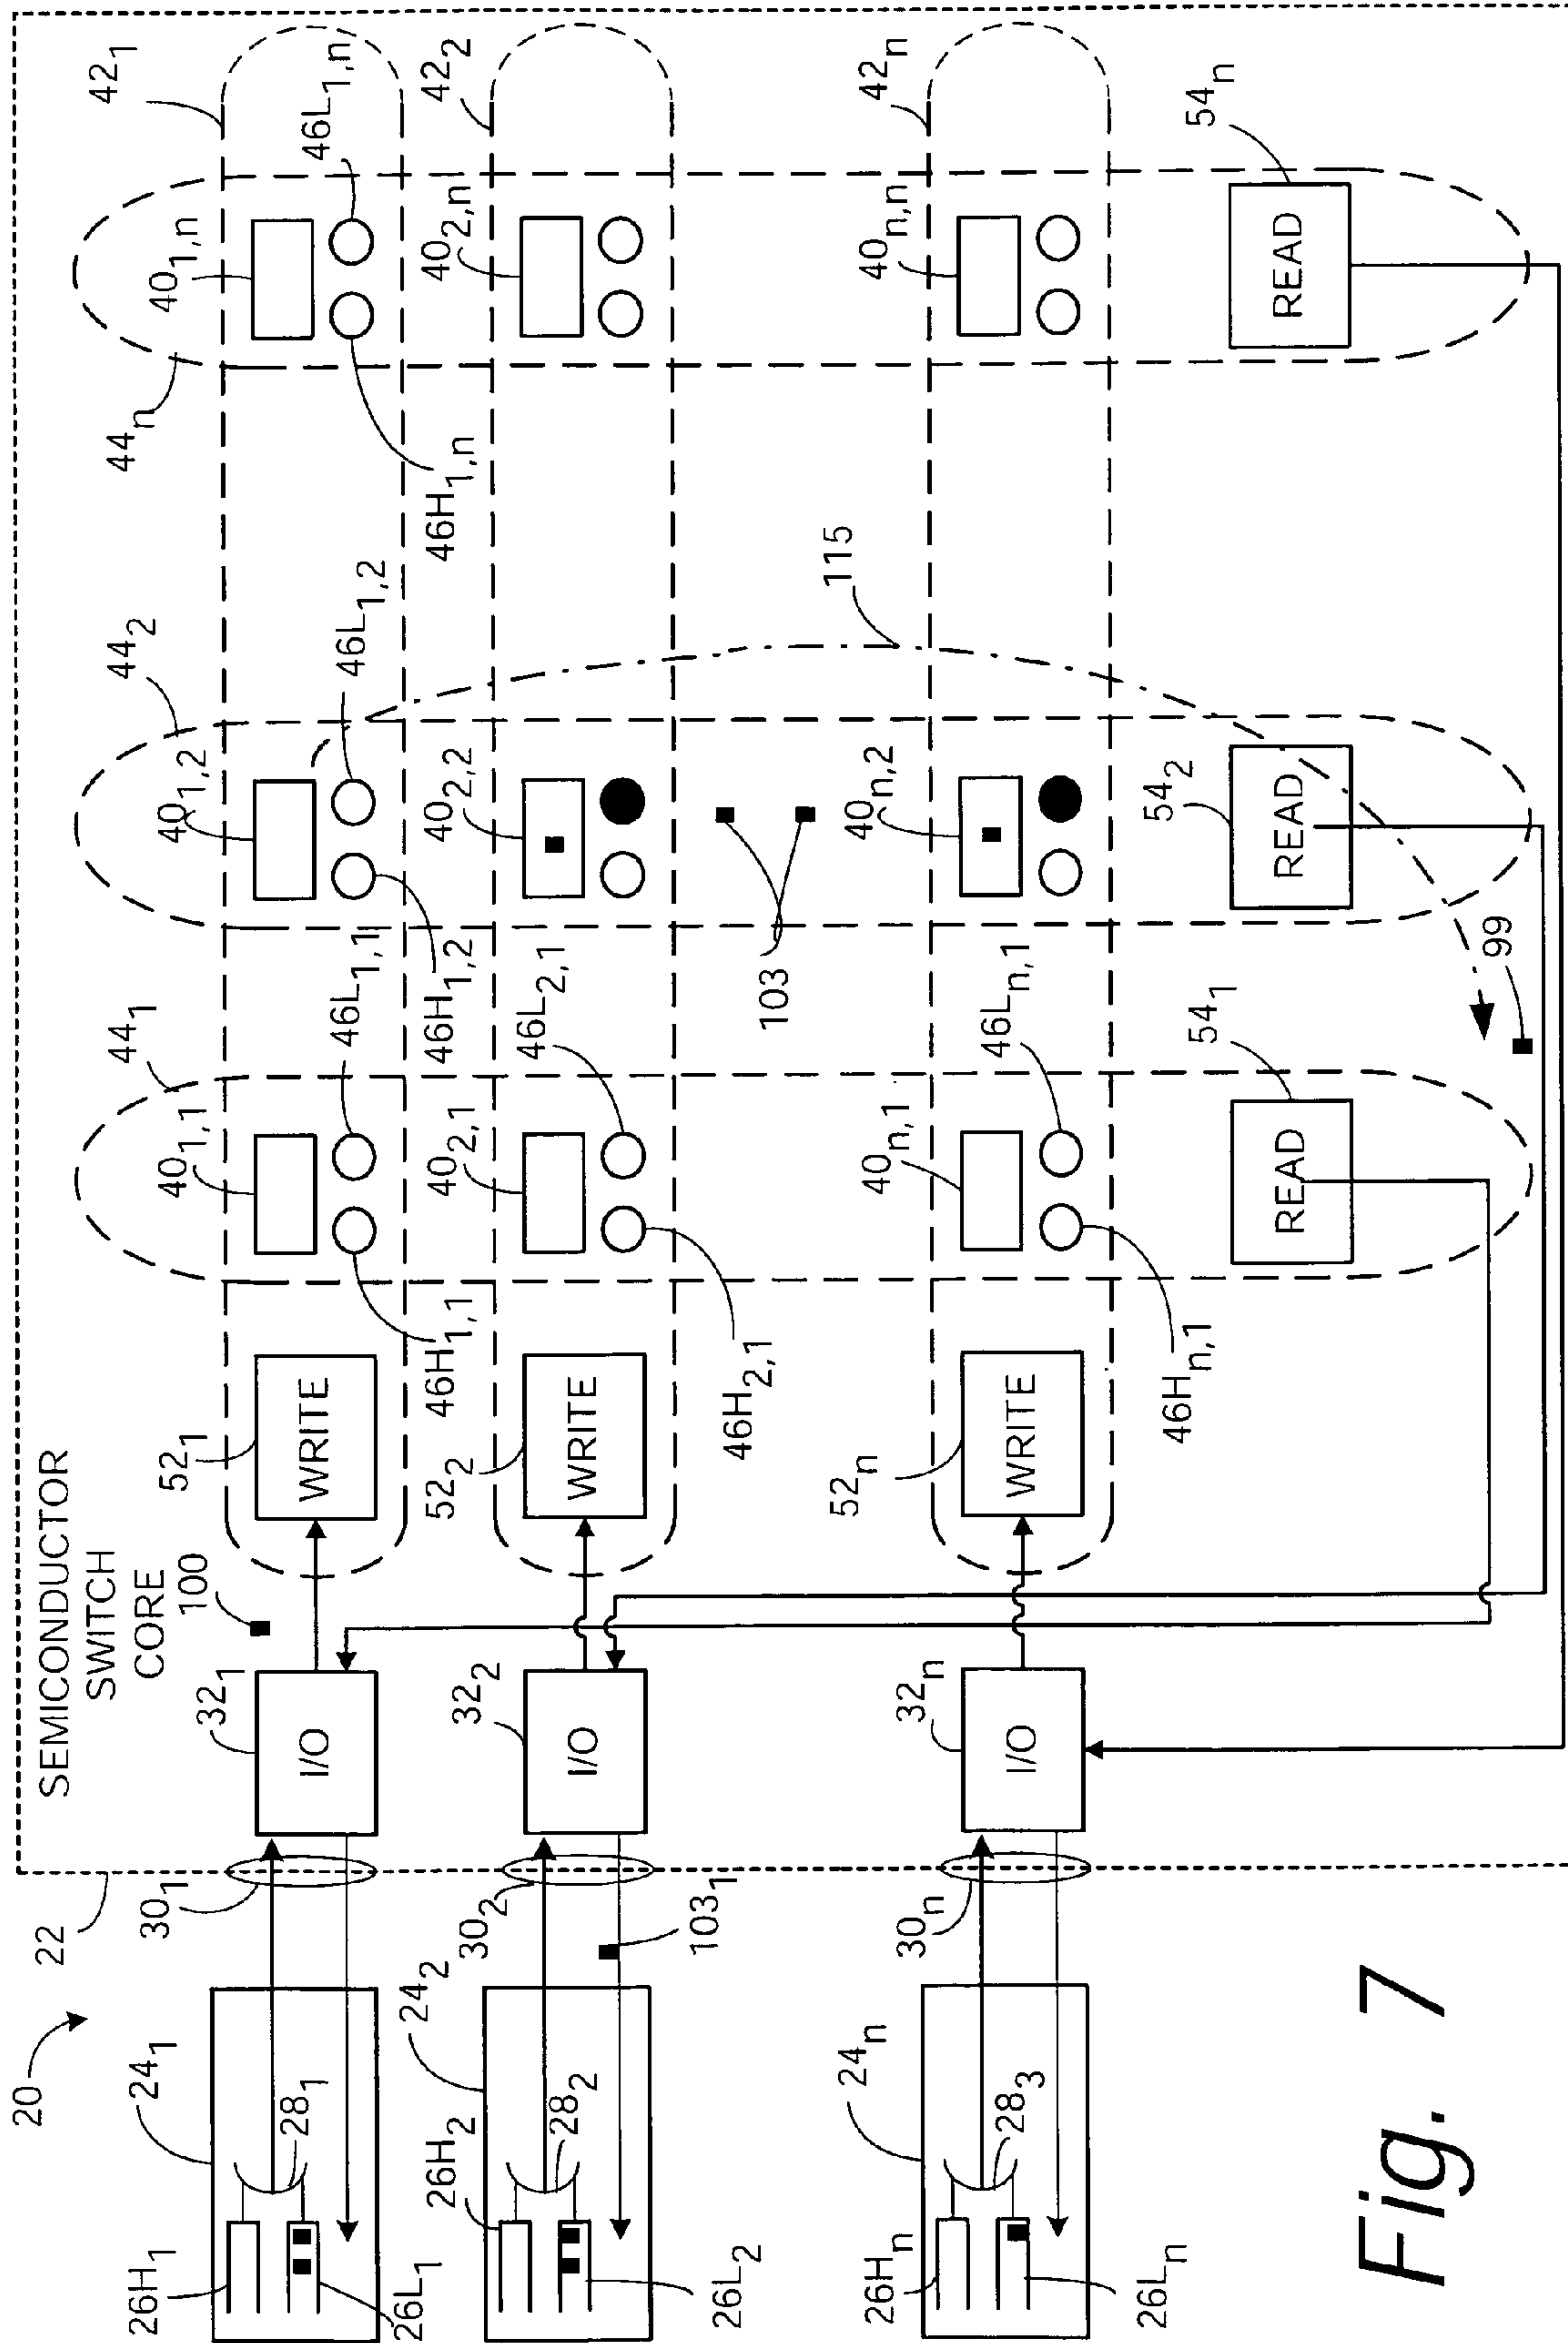 SEMICONDUCTOR
SWITCH
CORE
20
22
24₁
26H₁
26L₁
28₁
30₁
32₁
I/O
100
52₁
WRITE
42₁
44₁
40₁,₁
46H₁,₁
46L₁,₁
44₂
40₁,₂
46H₁,₂
46L₁,₂
44ₙ
40₁,ₙ
46H₁,ₙ
46L₁,ₙ
24₂
26H₂
26L₂
28₂
30₂
103₁
32₂
I/O
52₂
WRITE
42₂
40₂,₁
46H₂,₁
46L₂,₁
40₂,₂
40₂,ₙ
103
115
24ₙ
26Hₙ
26Lₙ
28₃
30ₙ
32ₙ
I/O
52ₙ
WRITE
42ₙ
40ₙ,₁
46Hₙ,₁
46Lₙ,₁
40ₙ,₂
40ₙ,ₙ
54₁
READ
54₂
READ
54ₙ
READ
99
Fig. 7